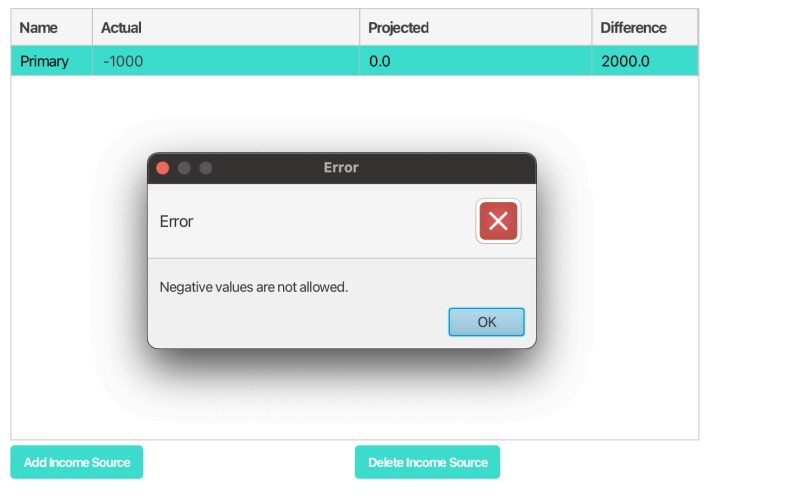 Name Actual Projected Difference
Primary -1000 0.0 2000.0
Error
Error
Negative values are not allowed.
OK
Add Income Source Delete Income Source